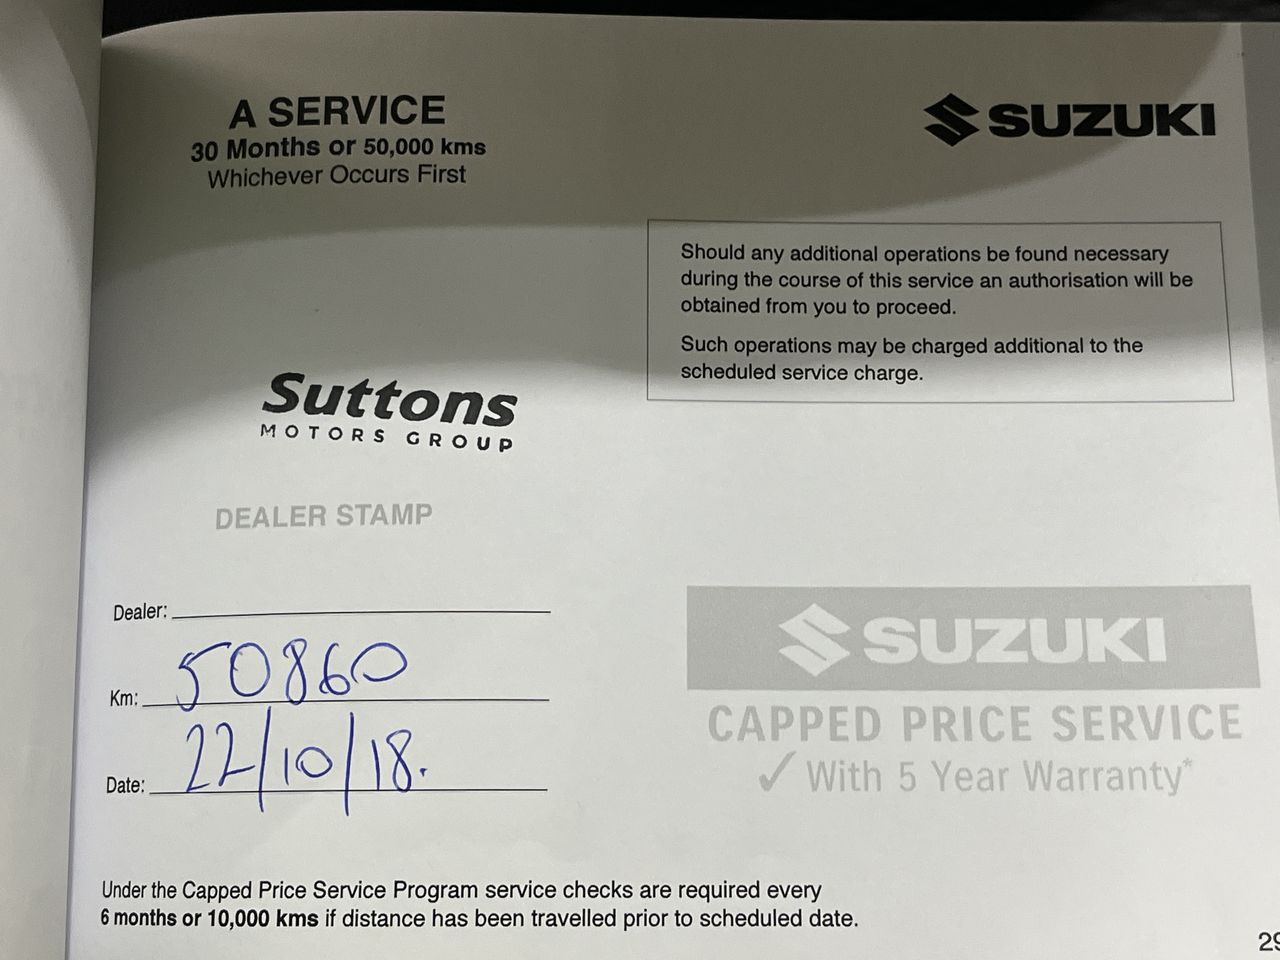 A SERVICE
30 Months or 50,000 kms
Whichever Occurs First
SUZUKI
Should any additional operations be found necessary
during the course of this service an authorisation will be
obtained from you to proceed.
Such operations may be charged additional to the
scheduled service charge.
Suttons
MOTORS GROUP
DEALER STAMP
Dealer:
Km: 50860
Date: 22/10/18.
SUZUKI
CAPPED PRICE SERVICE
✓ With 5 Year Warranty*
Under the Capped Price Service Program service checks are required every
6 months or 10,000 kms if distance has been travelled prior to scheduled date.
29